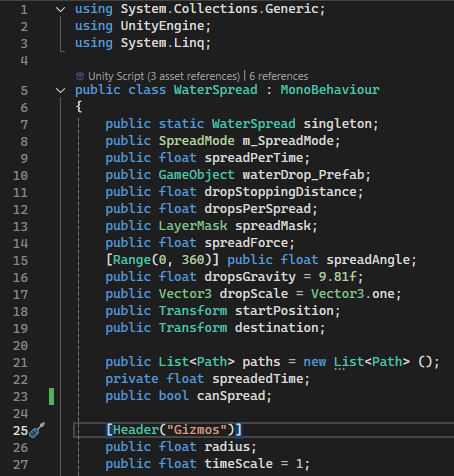 1 using System.Collections.Generic;
2 using UnityEngine;
3 using System.Linq;
4
Unity Script (3 asset references) | 6 references
5 public class WaterSpread : MonoBehaviour
6 {
7 public static WaterSpread singleton;
8 public SpreadMode m_SpreadMode;
9 public float spreadPerTime;
10 public GameObject waterDrop_Prefab;
11 public float dropStoppingDistance;
12 public float dropsPerSpread;
13 public LayerMask spreadMask;
14 public float spreadForce;
15 [Range(0, 360)] public float spreadAngle;
16 public float dropsGravity = 9.81f;
17 public Vector3 dropScale = Vector3.one;
18 public Transform startPosition;
19 public Transform destination;
20
21 public List<Path> paths = new List<Path> ();
22 private float spreadedTime;
23 public bool canSpread;
24
25 [Header("Gizmos")]
26 public float radius;
27 public float timeScale = 1;